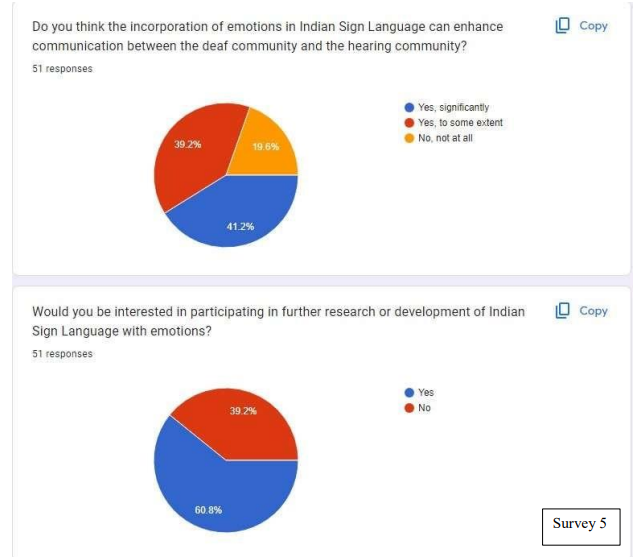 Do you think the incorporation of emotions in Indian Sign Language can enhance
communication between the deaf community and the hearing community?
Copy
51 responses
Yes, significantly
Yes, to some extent
No, not at all
39.2%
19.6%
41.2%
Would you be interested in participating in further research or development of Indian
Sign Language with emotions?
Copy
51 responses
Yes
No
39.2%
60.8%
Survey 5